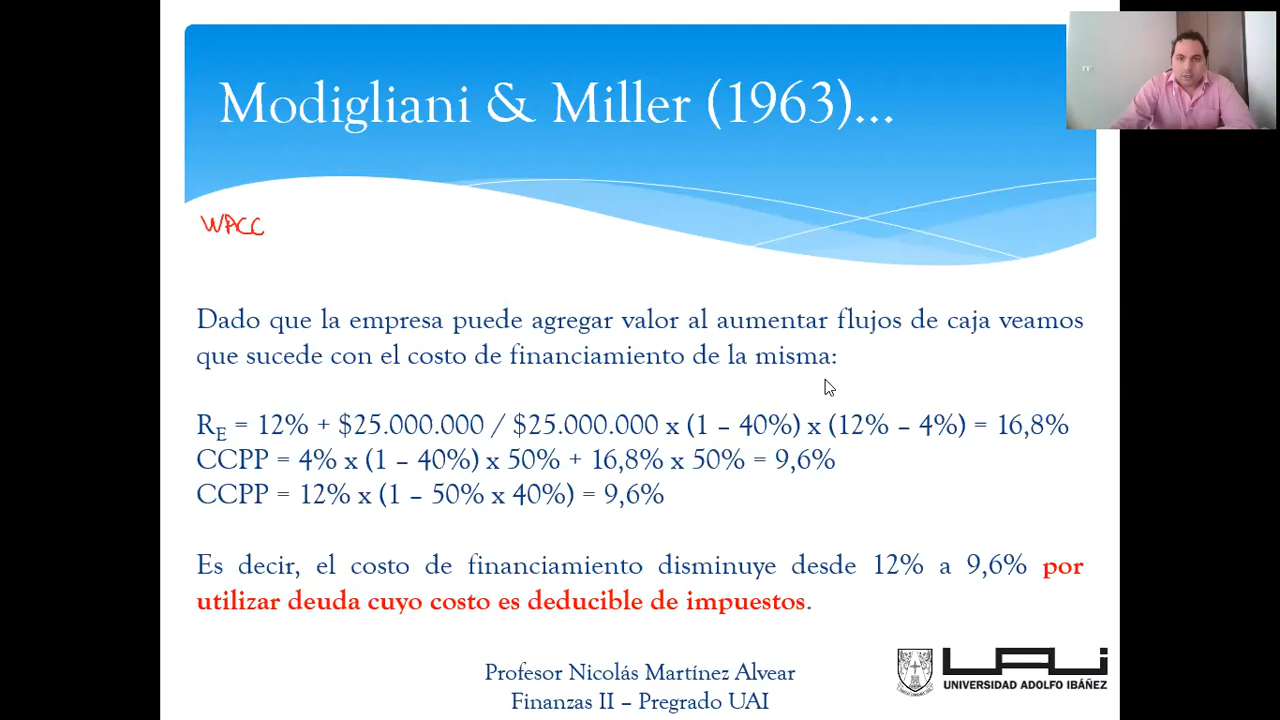 Modigliani & Miller (1963)...
WACC
Dado que la empresa puede agregar valor al aumentar flujos de caja veamos
que sucede con el costo de financiamiento de la misma:
RE = 12% + $25.000.000 / $25.000.000 x (1 – 40%) x (12% – 4%) = 16,8%
CCPP = 4% x (1 – 40%) x 50% + 16,8% x 50% = 9,6%
CCPP = 12% x (1 – 50% x 40%) = 9,6%
Es decir, el costo de financiamiento disminuye desde 12% a 9,6% por
utilizar deuda cuyo costo es deducible de impuestos.
Profesor Nicolás Martínez Alvear
Finanzas II – Pregrado UAI
UAI
UNIVERSIDAD ADOLFO IBÁÑEZ